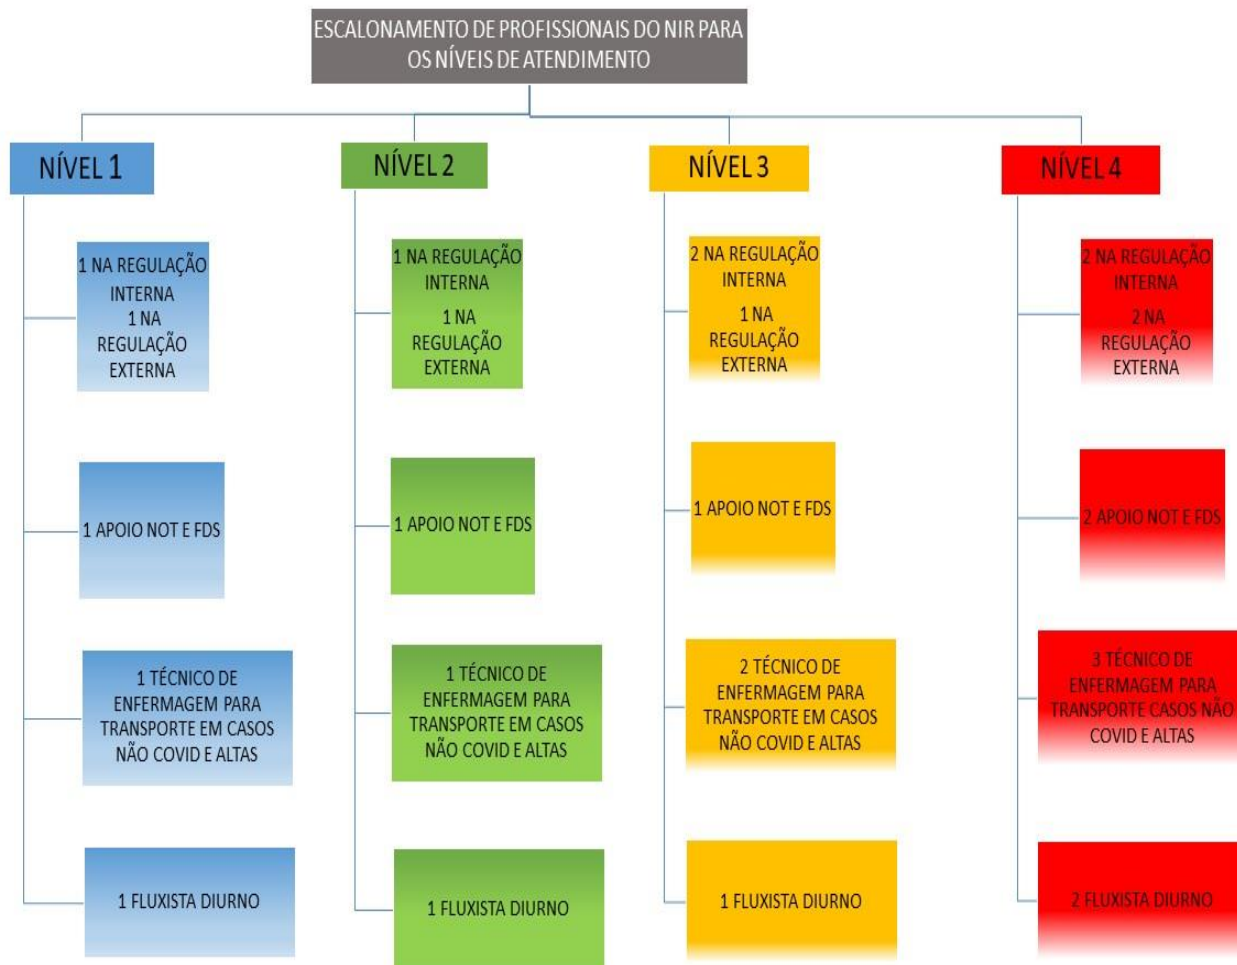 ESCALONAMENTO DE PROFISSIONAIS DO NIR PARA
OS NÍVEIS DE ATENDIMENTO
NÍVEL 1
1 NA REGULAÇÃO
INTERNA
1 NA
REGULAÇÃO
EXTERNA
1 APOIO NOT E FDS
1 TÉCNICO DE
ENFERMAGEM PARA
TRANSPORTE EM CASOS
NÃO COVID E ALTAS
1 FLUXISTA DIURNO
NÍVEL 2
1 NA REGULAÇÃO
INTERNA
1 NA
REGULAÇÃO
EXTERNA
1 APOIO NOT E FDS
1 TÉCNICO DE
ENFERMAGEM PARA
TRANSPORTE EM CASOS
NÃO COVID E ALTAS
1 FLUXISTA DIURNO
NÍVEL 3
2 NA REGULAÇÃO
INTERNA
1 NA
REGULAÇÃO
EXTERNA
1 APOIO NOT E FDS
2 TÉCNICO DE
ENFERMAGEM PARA
TRANSPORTE EM CASOS
NÃO COVID E ALTAS
1 FLUXISTA DIURNO
NÍVEL 4
2 NA REGULAÇÃO
INTERNA
2 NA
REGULAÇÃO
EXTERNA
2 APOIO NOT E FDS
3 TÉCNICO DE
ENFERMAGEM PARA
TRANSPORTE CASOS NÃO
COVID E ALTAS
2 FLUXISTA DIURNO